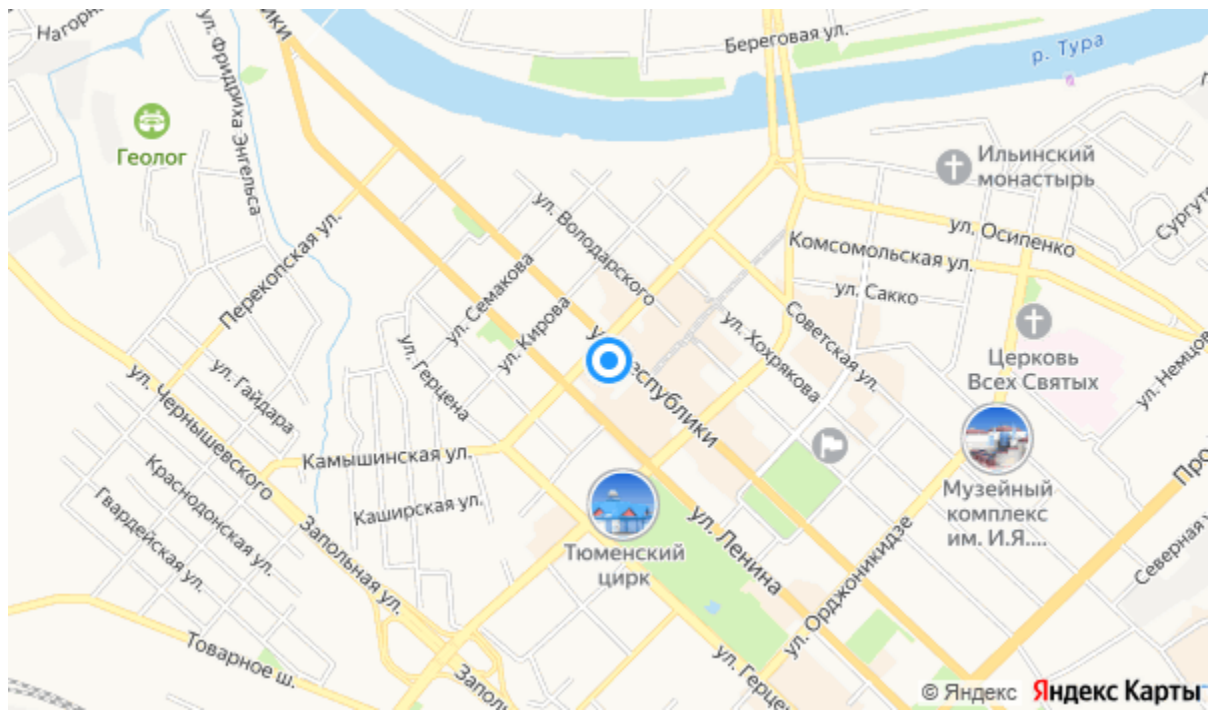 Береговая ул.
р. Тура
ул. Фридриха Энгельса
Геолог
Ильинский
монастырь
ул. Осипенко
Комсомольская ул.
ул. Сакко
ул. Володарского
Перекопская ул.
ул. Семакова
ул. Кирова
ул. Хохрякова
Советская ул.
Церковь
Всех Святых
ул. Немцов
ул. Герцена
ул. Гайдара
ул. Чернышевского
Камышинская ул.
Каширская ул.
Краснодонская ул.
Гвардейская ул.
Запольная ул.
Тюменский
цирк
ул. Ленина
Музейный
комплекс
им. И.Я....
ул. Орджоникидзе
Северная
Товарное ш.
ул. Герцен
© Яндекс Яндекс Карты